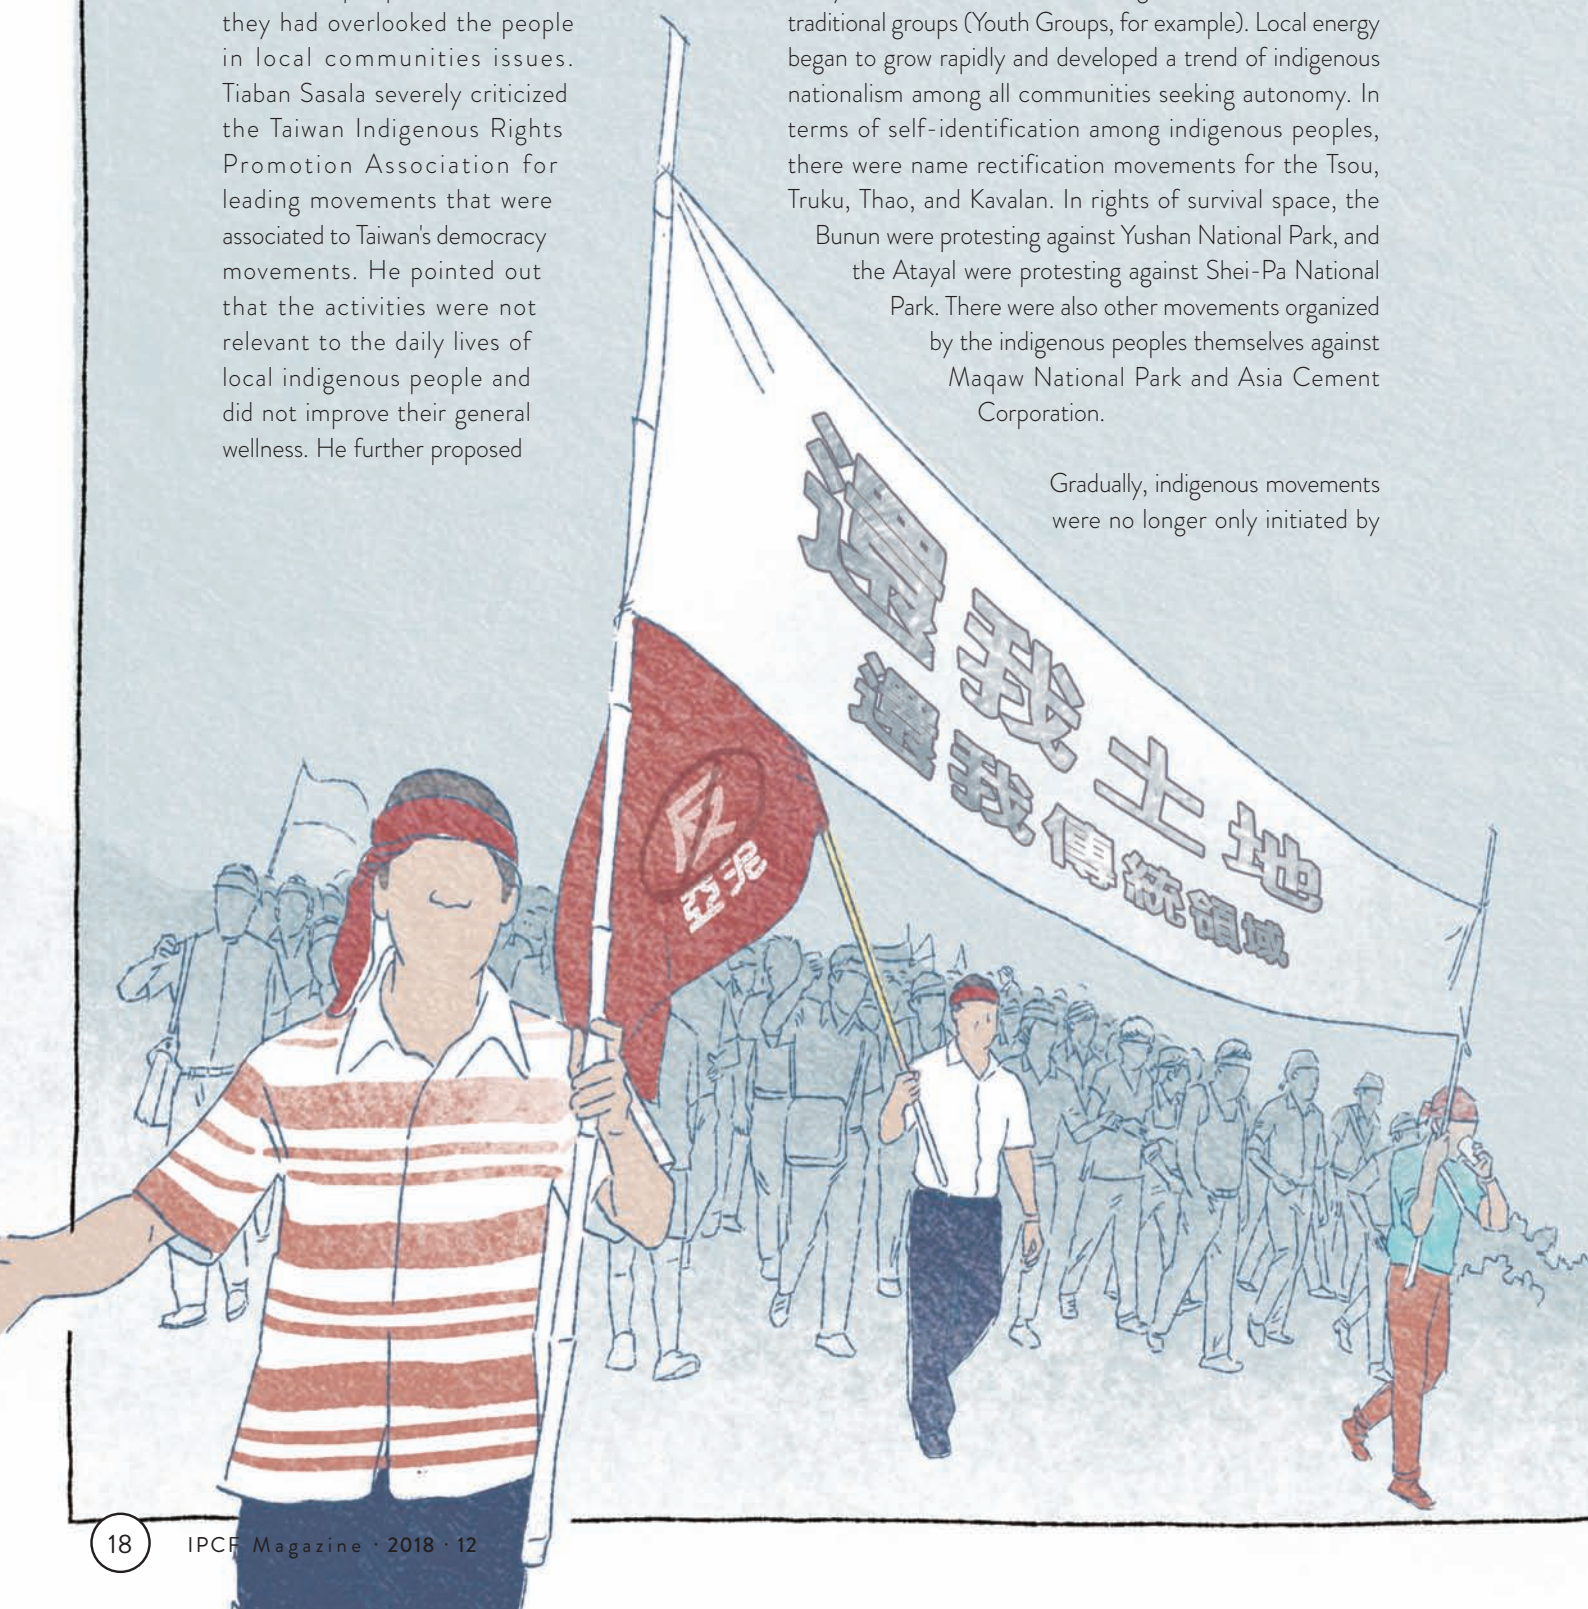 they had overlooked the people
in local communities issues.
Tiaban Sasala severely criticized
the Taiwan Indigenous Rights
Promotion Association for
leading movements that were
associated to Taiwan's democracy
movements. He pointed out
that the activities were not
relevant to the daily lives of
local indigenous people and
did not improve their general
wellness. He further proposed
traditional groups (Youth Groups, for example). Local energy
began to grow rapidly and developed a trend of indigenous
nationalism among all communities seeking autonomy. In
terms of self-identification among indigenous peoples,
there were name rectification movements for the Tsou,
Truku, Thao, and Kavalan. In rights of survival space, the
Bunun were protesting against Yushan National Park, and
the Atayal were protesting against Shei-Pa National
Park. There were also other movements organized
by the indigenous peoples themselves against
Maqaw National Park and Asia Cement
Corporation.
Gradually, indigenous movements
were no longer only initiated by
還我土地
還我傳統領域
反
亞泥
18
IPCF Magazine · 2018 · 12